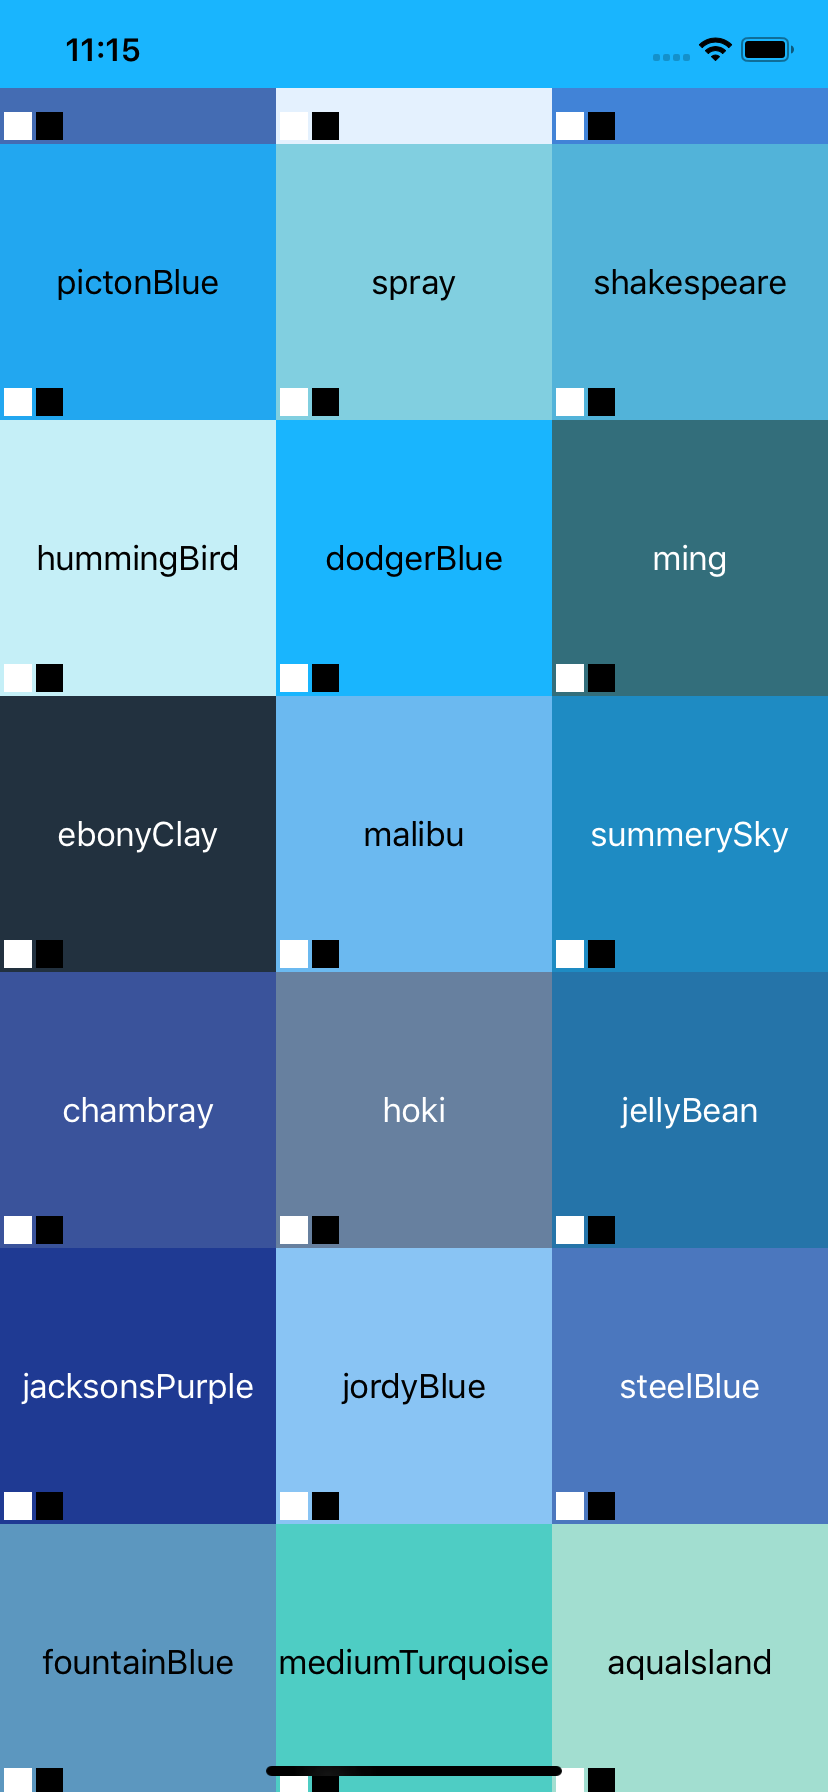 11:15
pictonBlue
spray
shakespeare
hummingBird
dodgerBlue
ming
ebonyClay
malibu
summerySky
chambray
hoki
jellyBean
jacksonsPurple
jordyBlue
steelBlue
fountainBlue
mediumTurquoise
aquaIsland